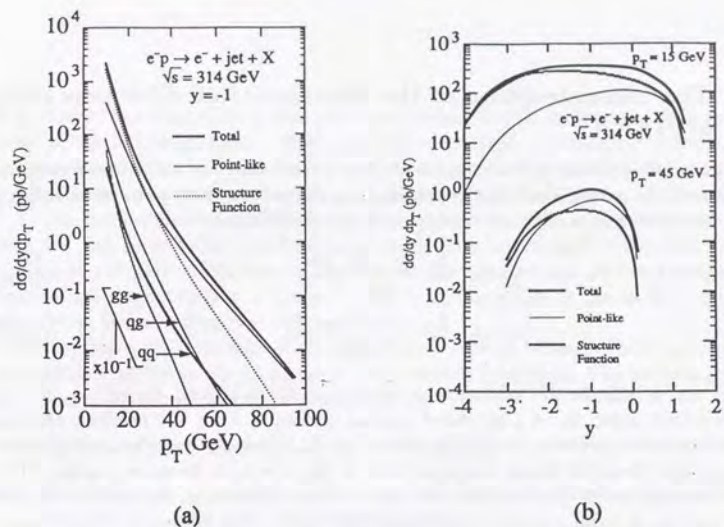 10^4
10^3
10^2
10^1
10^0
10^-1
10^-2
10^-3
dσ/dydp_T (pb/GeV)
e^-p → e^- + jet + X
√s = 314 GeV
y = -1
Total
Point-like
Structure
Function
gg
qg
qq
x10^-1
0 20 40 60 80 100
p_T(GeV)
(a)
10^3
10^2
10^1
10^0
10^-1
10^-2
10^-3
10^-4
dσ/dy dp_T (pb/GeV)
p_T = 15 GeV
e^-p → e^- + jet + X
√s = 314 GeV
p_T = 45 GeV
Total
Point-like
Structure
Function
-4 -3 -2 -1 0 1 2
y
(b)